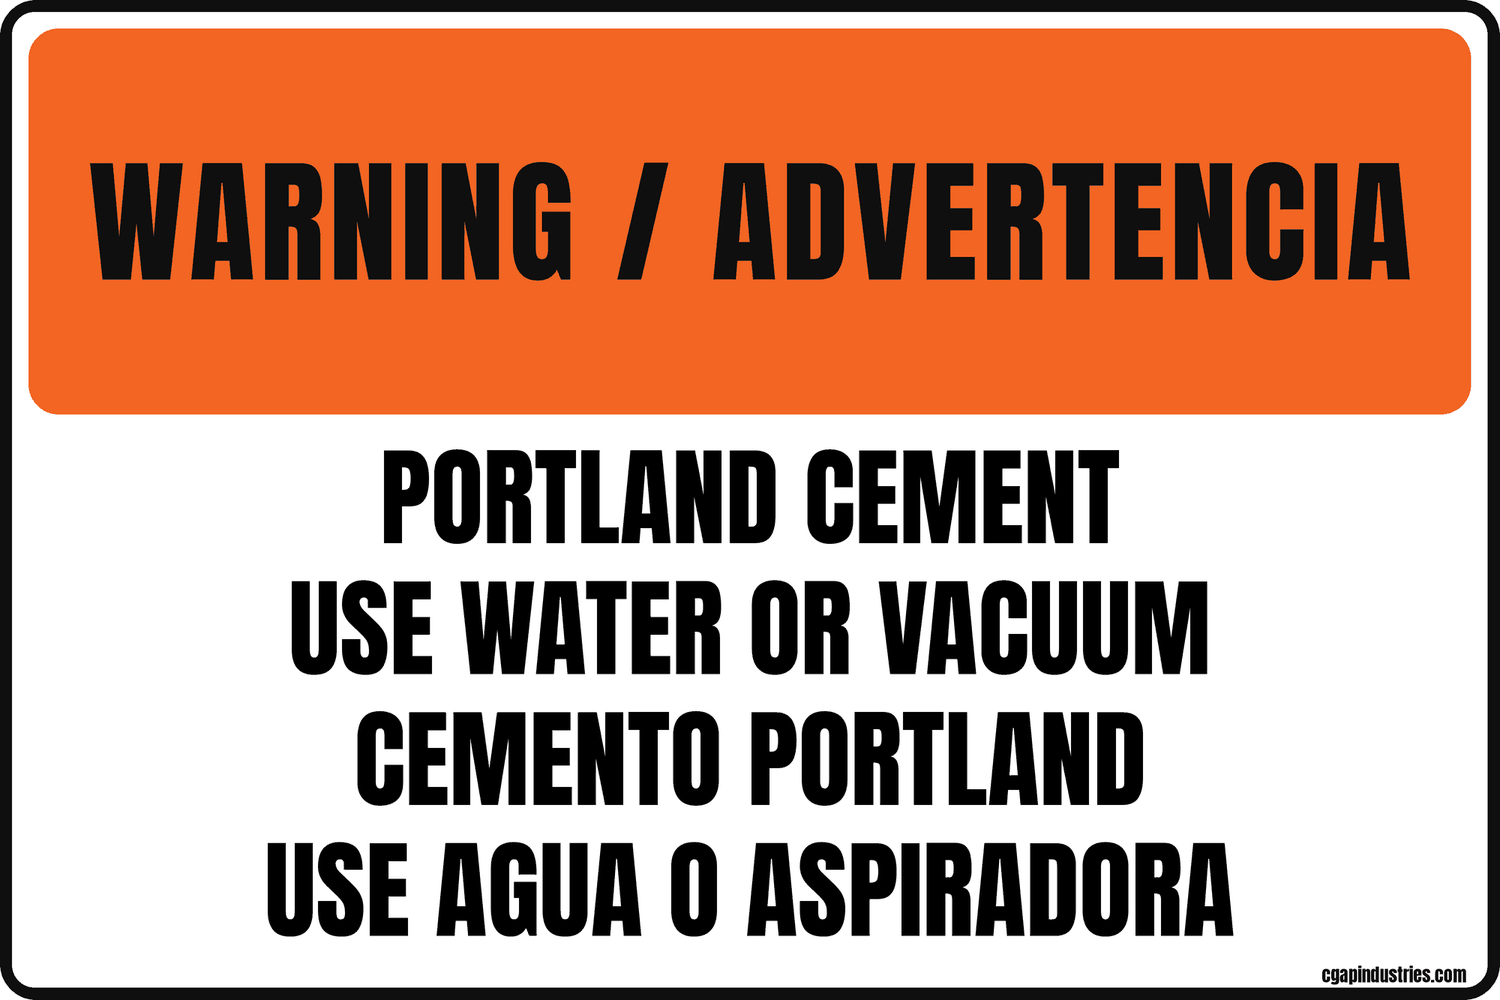 WARNING / ADVERTENCIA
PORTLAND CEMENT
USE WATER OR VACUUM
CEMENTO PORTLAND
USE AGUA O ASPIRADORA
cgapindustries.com